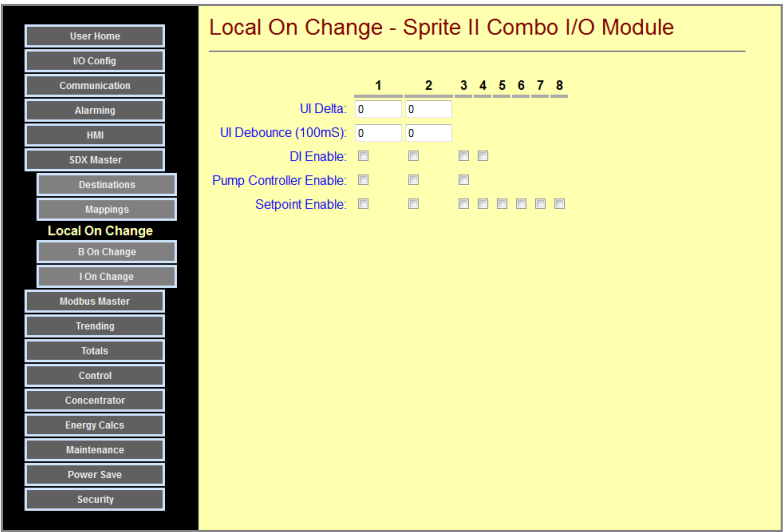 User Home
I/O Config
Communication
Alarming
HMI
SDX Master
Destinations
Mappings
Local On Change
B On Change
I On Change
Modbus Master
Trending
Totals
Control
Concentrator
Energy Calcs
Maintenance
Power Save
Security
Local On Change - Sprite II Combo I/O Module
1 2 3 4 5 6 7 8
UI Delta: 0 0
UI Debounce (100mS): 0 0
DI Enable:
Pump Controller Enable:
Setpoint Enable: